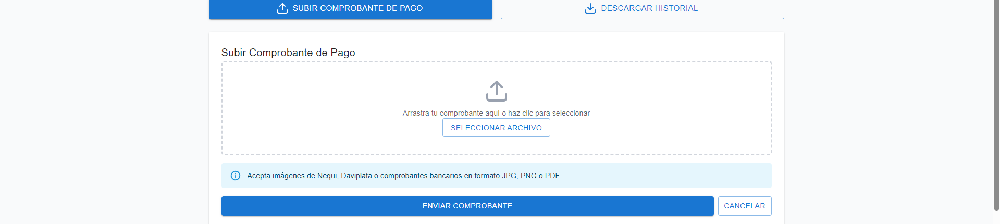 SUBIR COMPROBANTE DE PAGO
DESCARGAR HISTORIAL
Subir Comprobante de Pago
Arrastra tu comprobante aquí o haz clic para seleccionar
SELECCIONAR ARCHIVO
Acepta imágenes de Nequi, Daviplata o comprobantes bancarios en formato JPG, PNG o PDF
ENVIAR COMPROBANTE
CANCELAR